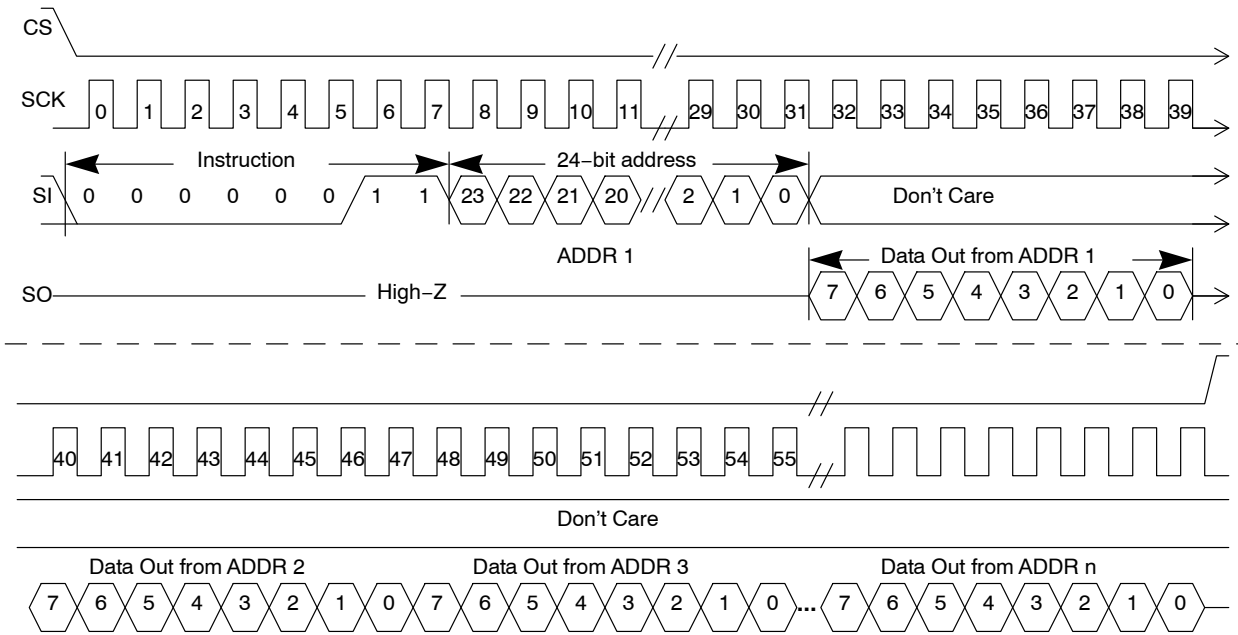 CS
SCK 0 1 2 3 4 5 6 7 8 9 10 11 // 29 30 31 32 33 34 35 36 37 38 39
Instruction 24−bit address
SI 0 0 0 0 0 0 1 1 23 22 21 20 // 2 1 0 Don't Care
ADDR 1 Data Out from ADDR 1
SO High−Z 7 6 5 4 3 2 1 0
40 41 42 43 44 45 46 47 48 49 50 51 52 53 54 55
Don't Care
Data Out from ADDR 2 Data Out from ADDR 3 Data Out from ADDR n
7 6 5 4 3 2 1 0 7 6 5 4 3 2 1 0 ... 7 6 5 4 3 2 1 0